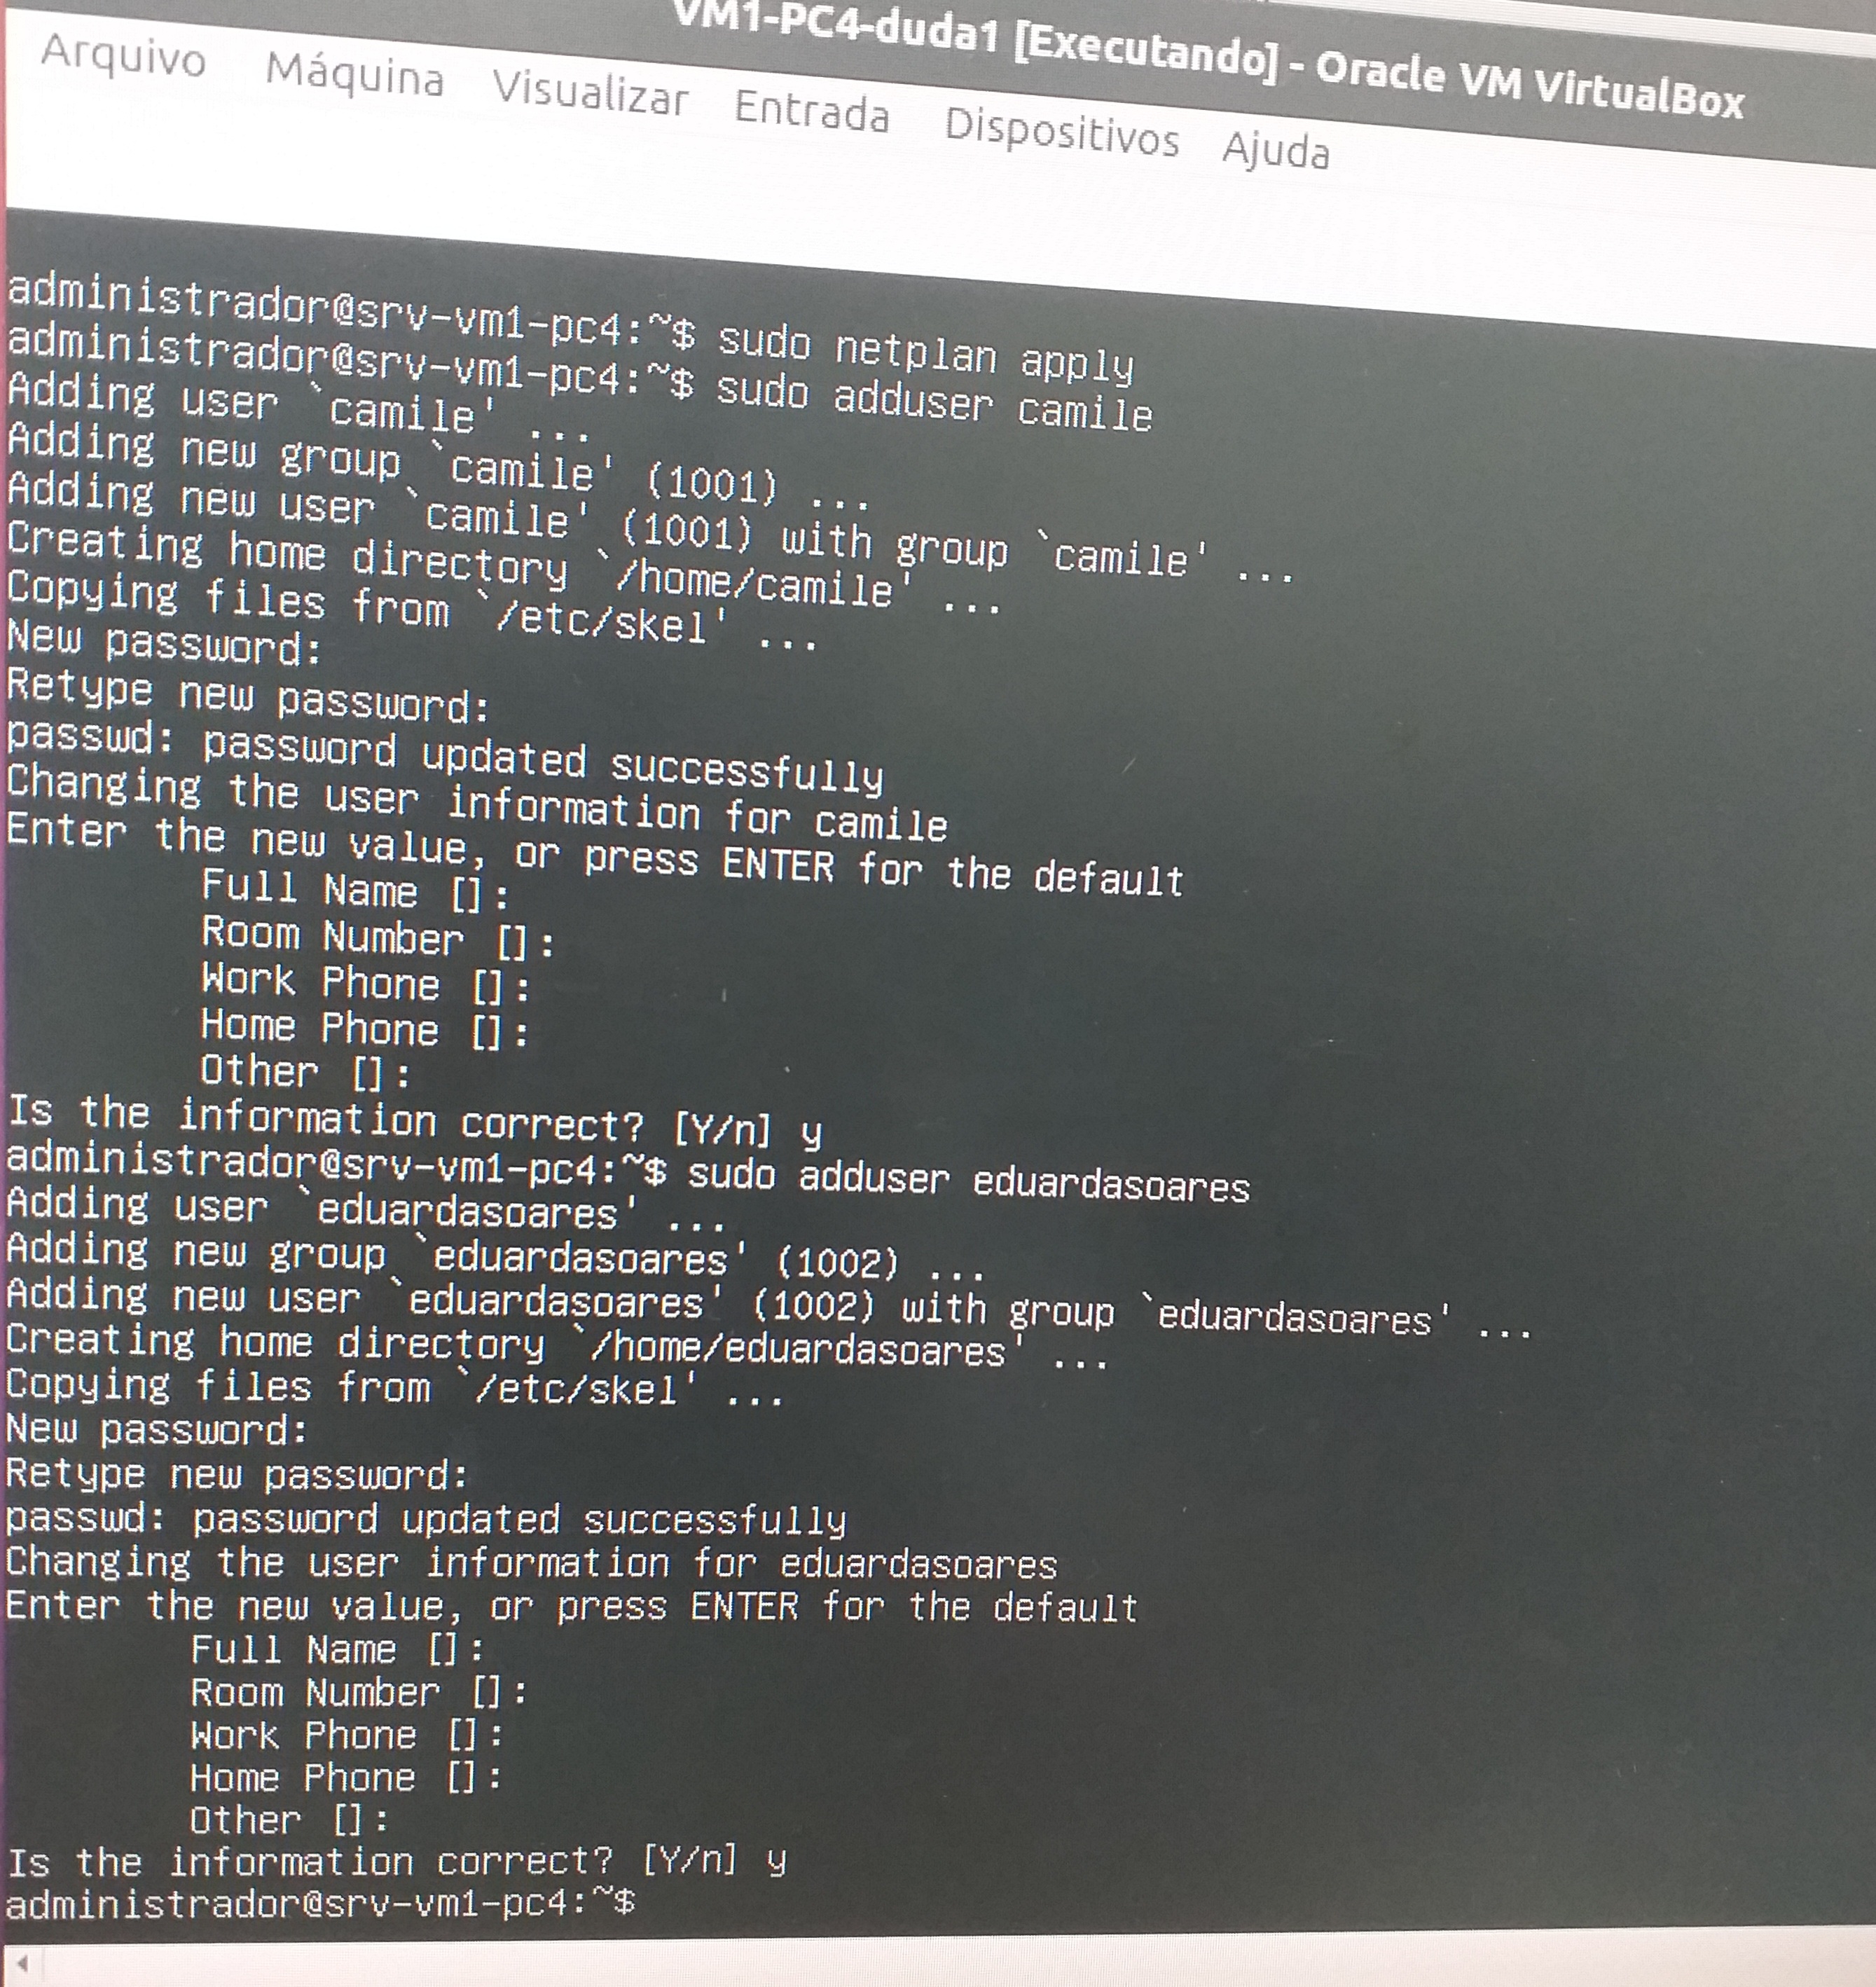 VM1-PC4-duda1 [Executando] - Oracle VM VirtualBox
Arquivo Máquina Visualizar Entrada Dispositivos Ajuda
administrador@srv-vm1-pc4:~$ sudo netplan apply
administrador@srv-vm1-pc4:~$ sudo adduser camile
Adding user `camile' ...
Adding new group `camile' (1001) ...
Adding new user `camile' (1001) with group `camile' ...
Creating home directory `/home/camile' ...
Copying files from `/etc/skel' ...
New password:
Retype new password:
passwd: password updated successfully
Changing the user information for camile
Enter the new value, or press ENTER for the default
Full Name []:
Room Number []:
Work Phone []:
Home Phone []:
Other []:
Is the information correct? [Y/n] y
administrador@srv-vm1-pc4:~$ sudo adduser eduardasoares
Adding user `eduardasoares' ...
Adding new group `eduardasoares' (1002) ...
Adding new user `eduardasoares' (1002) with group `eduardasoares' ...
Creating home directory `/home/eduardasoares' ...
Copying files from `/etc/skel' ...
New password:
Retype new password:
passwd: password updated successfully
Changing the user information for eduardasoares
Enter the new value, or press ENTER for the default
Full Name []:
Room Number []:
Work Phone []:
Home Phone []:
Other []:
Is the information correct? [Y/n] y
administrador@srv-vm1-pc4:~$